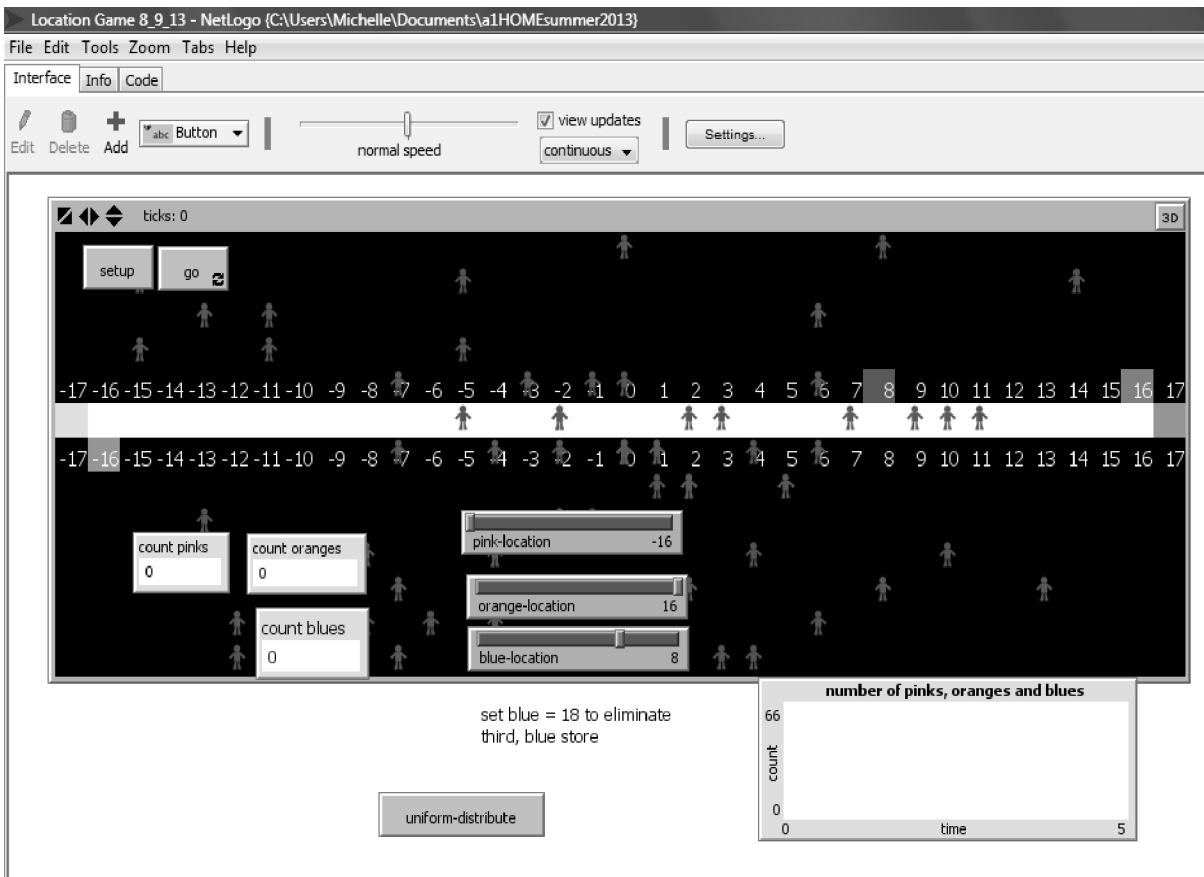 Location Game 8_9_13 - NetLogo {C:\Users\Michelle\Documents\a1HOMEsummer2013}
File Edit Tools Zoom Tabs Help
Interface Info Code
Edit Delete Add abc Button normal speed view updates continuous Settings...
ticks: 0 3D
setup go
-17 -16 -15 -14 -13 -12 -11 -10 -9 -8 -7 -6 -5 -4 -3 -2 -1 0 1 2 3 4 5 6 7 8 9 10 11 12 13 14 15 16 17
-17 -16 -15 -14 -13 -12 -11 -10 -9 -8 -7 -6 -5 -4 -3 -2 -1 0 1 2 3 4 5 6 7 8 9 10 11 12 13 14 15 16 17
count pinks
0
count oranges
0
count blues
0
pink-location -16
orange-location 16
blue-location 8
set blue = 18 to eliminate
third, blue store
uniform-distribute
number of pinks, oranges and blues
66
count
0
0 time 5